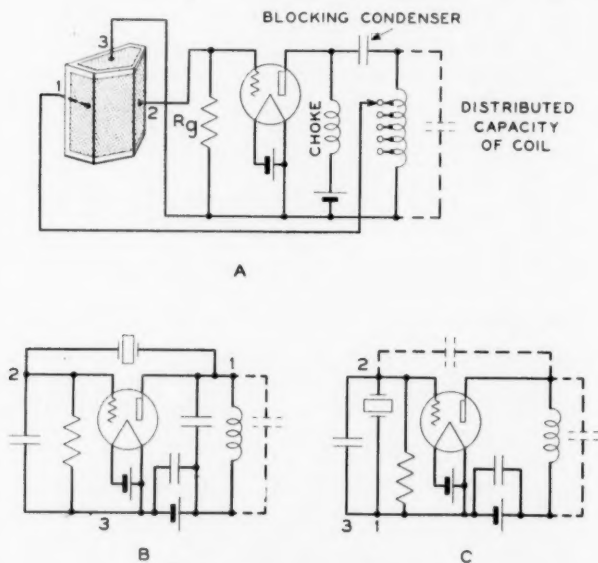 BLOCKING CONDENSER
3
1
2
Rg
CHOKE
DISTRIBUTED
CAPACITY
OF COIL
A
2
1
3
B
2
3
1
C